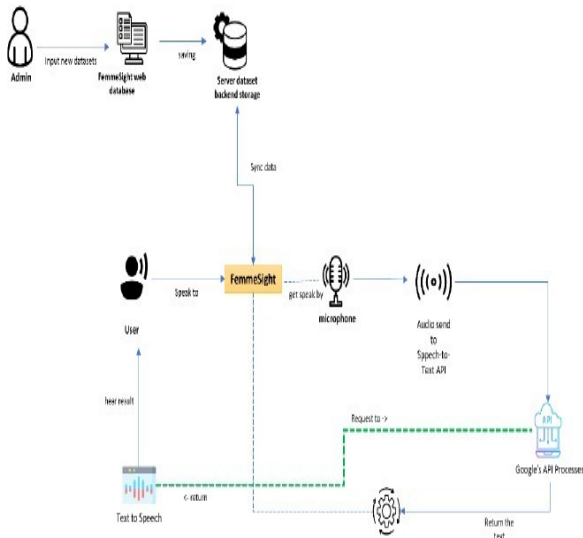 Admin
Input new datasets
FemmeSight web
database
saving
Server dataset
backend storage
Sync data
User
Speak to
FemmeSight
get speak by
microphone
Audio send
to
Sppech-to-
Text API
hear result
Request to ->
API
Google's API Processes
<- return
Text to Speech
Return the
text